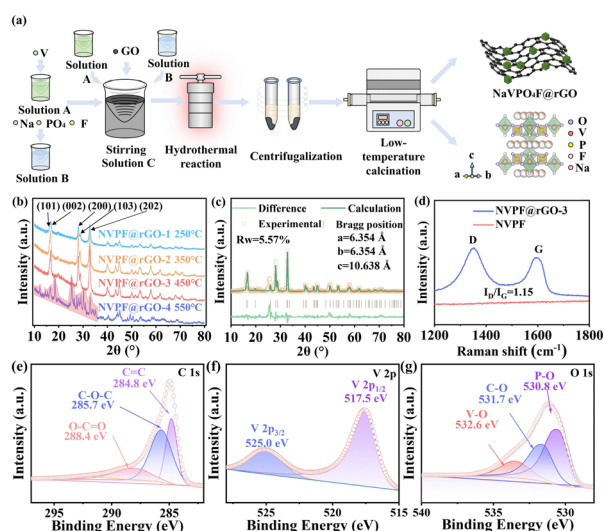 (a)
V
Solution
A
GO
Solution
B
Solution A
Na PO₄ F
Solution B
Stirring
Solution C
Hydrothermal
reaction
Centrifugalization
Low-
temperature
calcination
NaVPO₄F@rGO
c
a b
O
V
P
F
Na
(b)
(101) (002) (200) (103) (202)
NVPF@rGO-1 250℃
NVPF@rGO-2 350℃
NVPF@rGO-3 450℃
NVPF@rGO-4 550℃
Intensity (a.u.)
10 20 30 40 50 60 70 80
2θ (°)
(c)
Difference Calculation
Experimental Bragg position
Rw=5.57%
a=6.354 Å
b=6.354 Å
c=10.638 Å
Intensity (a.u.)
10 20 30 40 50 60 70 80
2θ (°)
(d)
NVPF@rGO-3
NVPF
D
G
I_D/I_G=1.15
Intensity (a.u.)
1200 1400 1600 1800
Raman shift (cm⁻¹)
(e)
C 1s
C=C
284.8 eV
C-O-C
285.7 eV
O-C=O
288.4 eV
Intensity (a.u.)
295 290 285
Binding Energy (eV)
(f)
V 2p
V 2p₁/₂
517.5 eV
V 2p₃/₂
525.0 eV
Intensity (a.u.)
525 520 515
Binding Energy (eV)
(g)
O 1s
P-O
530.8 eV
C-O
531.7 eV
V-O
532.6 eV
Intensity (a.u.)
540 535 530
Binding Energy (eV)